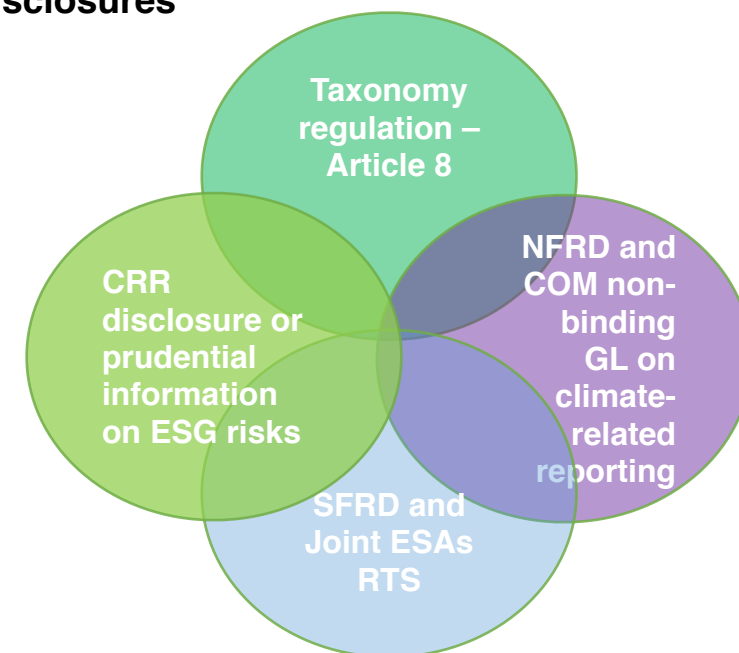 sclosures
Taxonomy
regulation –
Article 8
CRR
disclosure or
prudential
information
on ESG risks
NFRD and
COM non-
binding
GL on
climate-
related
reporting
SFRD and
Joint ESAs
RTS